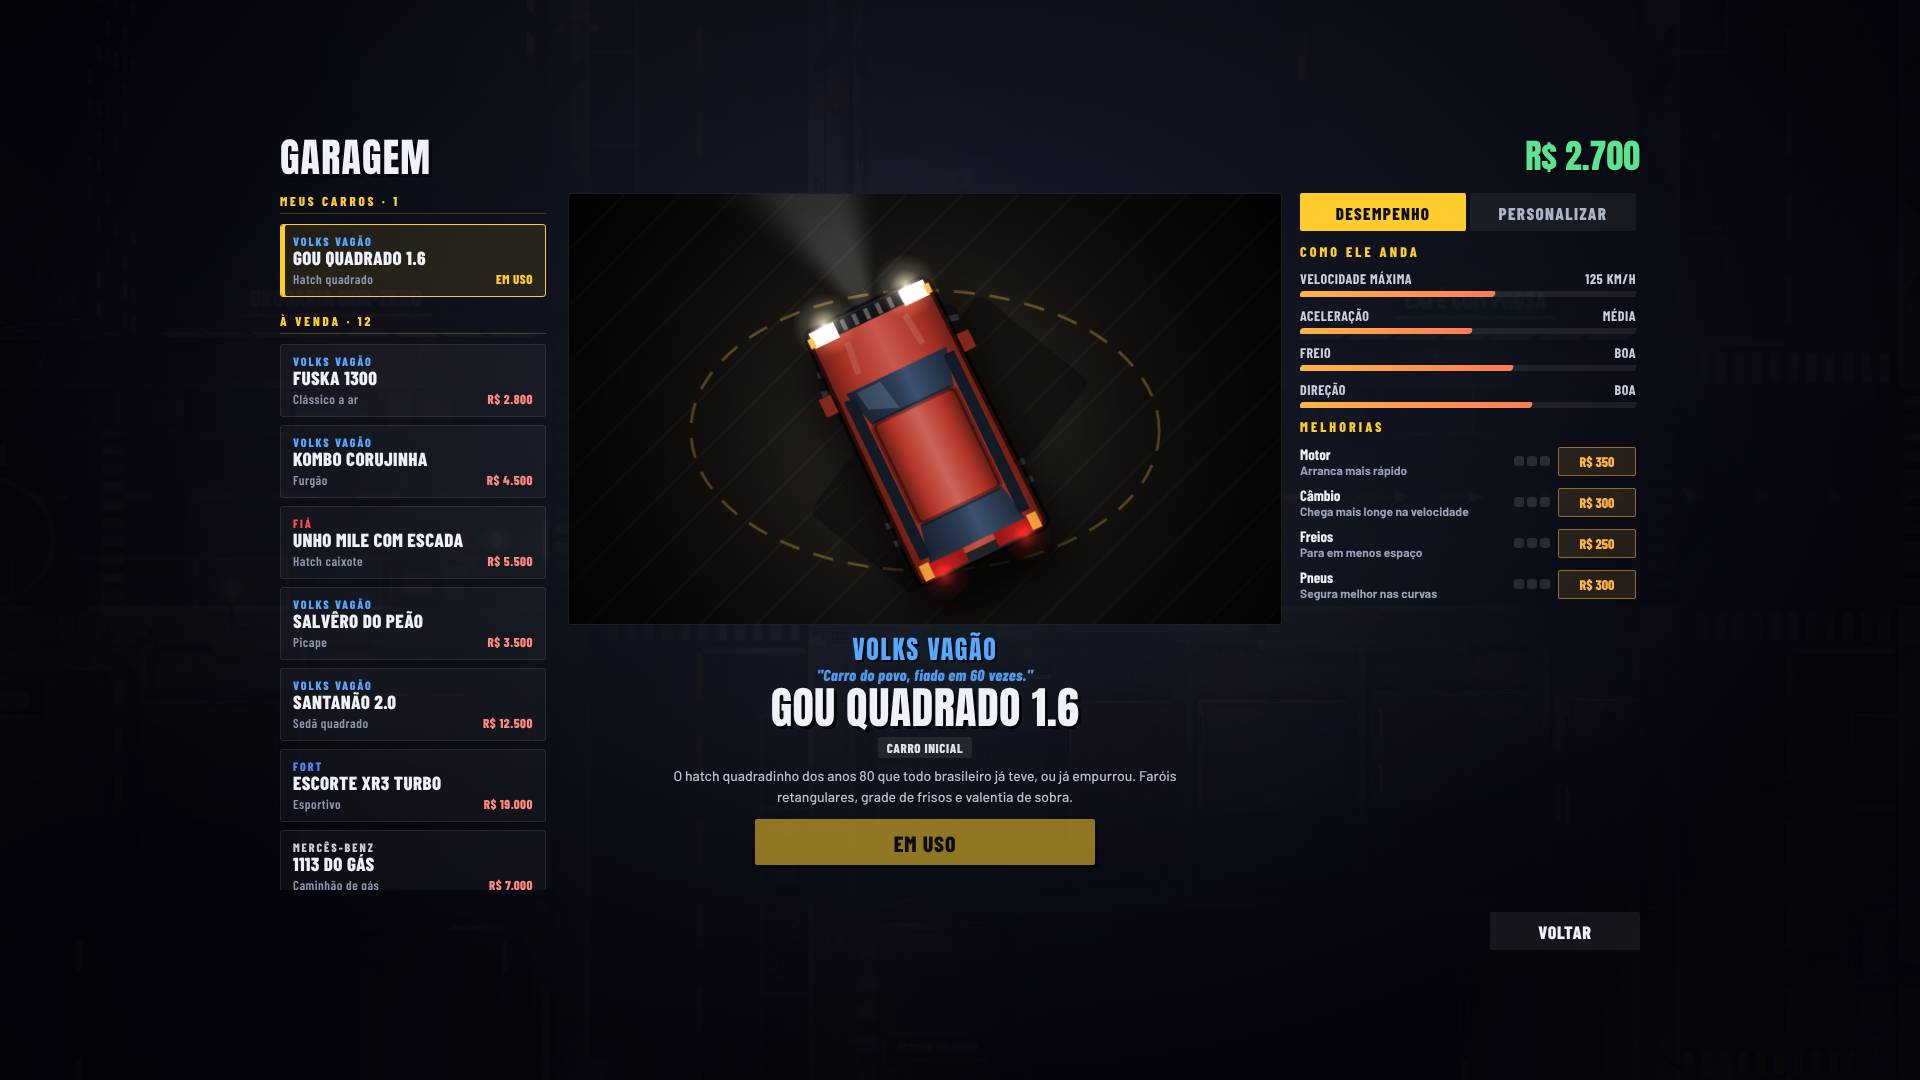 GARAGEM
R$ 2.700
MEUS CARROS · 1
VOLKS VAGÃO
GOU QUADRADO 1.6
Hatch quadrado
EM USO
À VENDA · 12
VOLKS VAGÃO
FUSKA 1300
Clássico a ar
R$ 2.800
VOLKS VAGÃO
KOMBO CORUJINHA
Furgão
R$ 4.500
FIÁ
UNHO MILE COM ESCADA
Hatch caixote
R$ 5.500
VOLKS VAGÃO
SALVÊRO DO PEÃO
Picape
R$ 3.500
VOLKS VAGÃO
SANTANÃO 2.0
Sedã quadrado
R$ 12.500
FORT
ESCORTE XR3 TURBO
Esportivo
R$ 19.000
MERCÊS-BENZ
1113 DO GÁS
Caminhão de gás
R$ 7.000
VOLKS VAGÃO
"Carro do povo, fiado em 60 vezes."
GOU QUADRADO 1.6
CARRO INICIAL
O hatch quadradinho dos anos 80 que todo brasileiro já teve, ou já empurrou. Faróis
retangulares, grade de frisos e valentia de sobra.
EM USO
DESEMPENHO
PERSONALIZAR
COMO ELE ANDA
VELOCIDADE MÁXIMA
125 KM/H
ACELERAÇÃO
MÉDIA
FREIO
BOA
DIREÇÃO
BOA
MELHORIAS
Motor
Arranca mais rápido
R$ 350
Câmbio
Chega mais longe na velocidade
R$ 300
Freios
Para em menos espaço
R$ 250
Pneus
Segura melhor nas curvas
R$ 300
VOLTAR